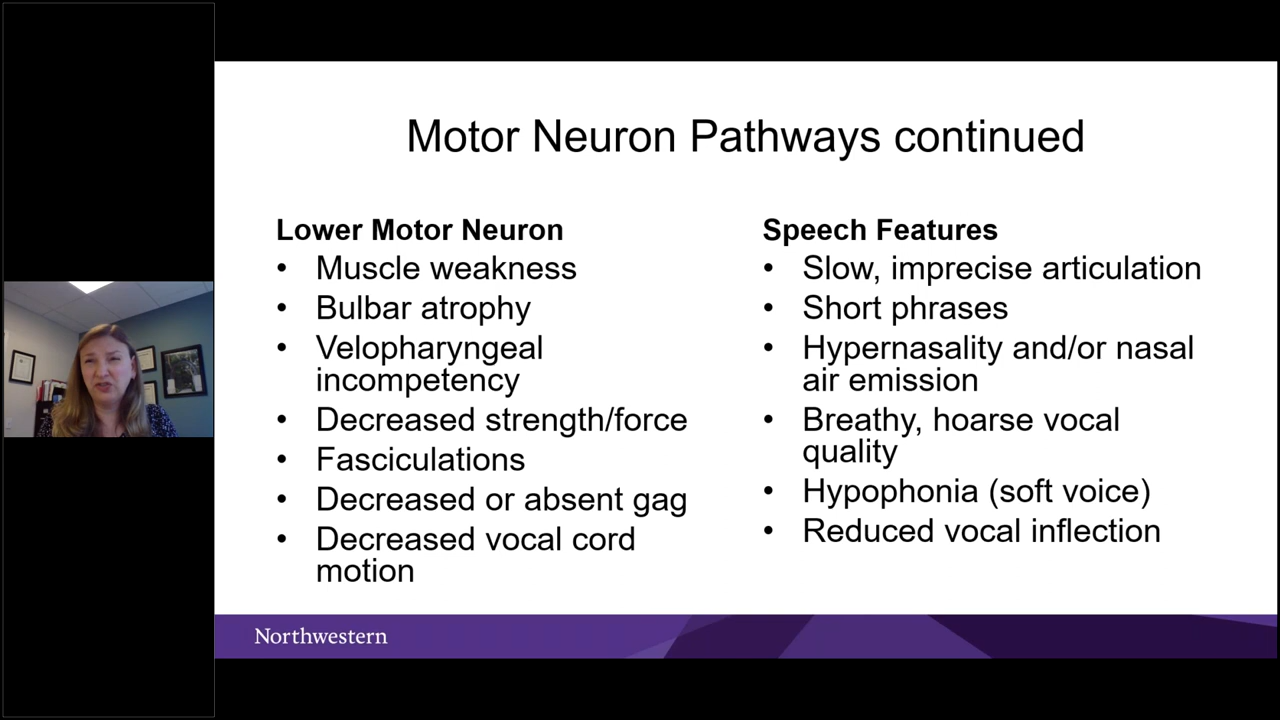 Motor Neuron Pathways continued
Lower Motor Neuron
• Muscle weakness
• Bulbar atrophy
• Velopharyngeal
incompetency
• Decreased strength/force
• Fasciculations
• Decreased or absent gag
• Decreased vocal cord
motion
Speech Features
• Slow, imprecise articulation
• Short phrases
• Hypernasality and/or nasal
air emission
• Breathy, hoarse vocal
quality
• Hypophonia (soft voice)
• Reduced vocal inflection
Northwestern